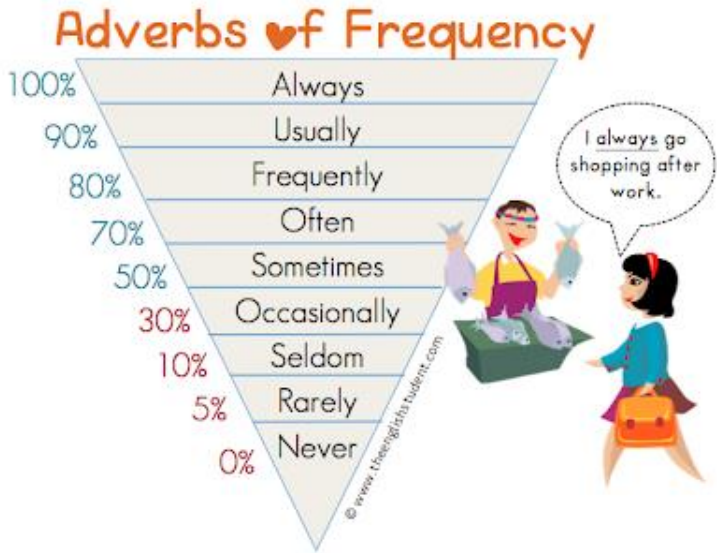 Adverbs of Frequency
100% Always
90% Usually
80% Frequently
70% Often
50% Sometimes
30% Occasionally
10% Seldom
5% Rarely
0% Never
I always go
shopping after
work.
© www.theenglishstudent.com